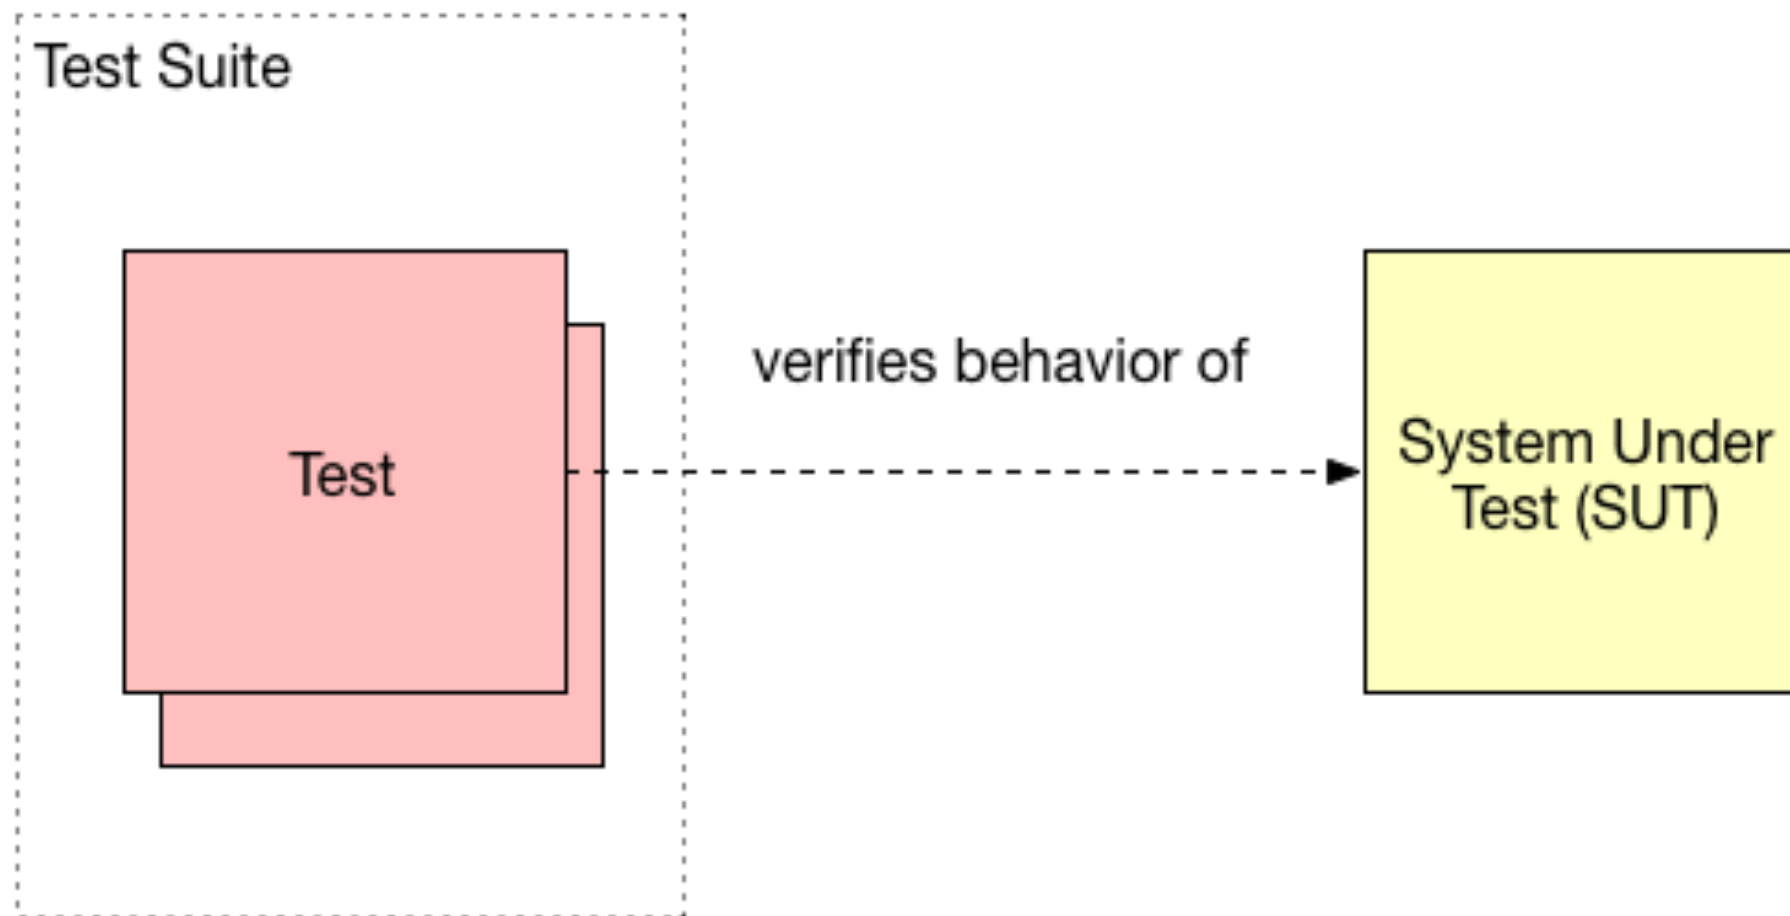 Test Suite
verifies behavior of
Test
System Under
Test (SUT)